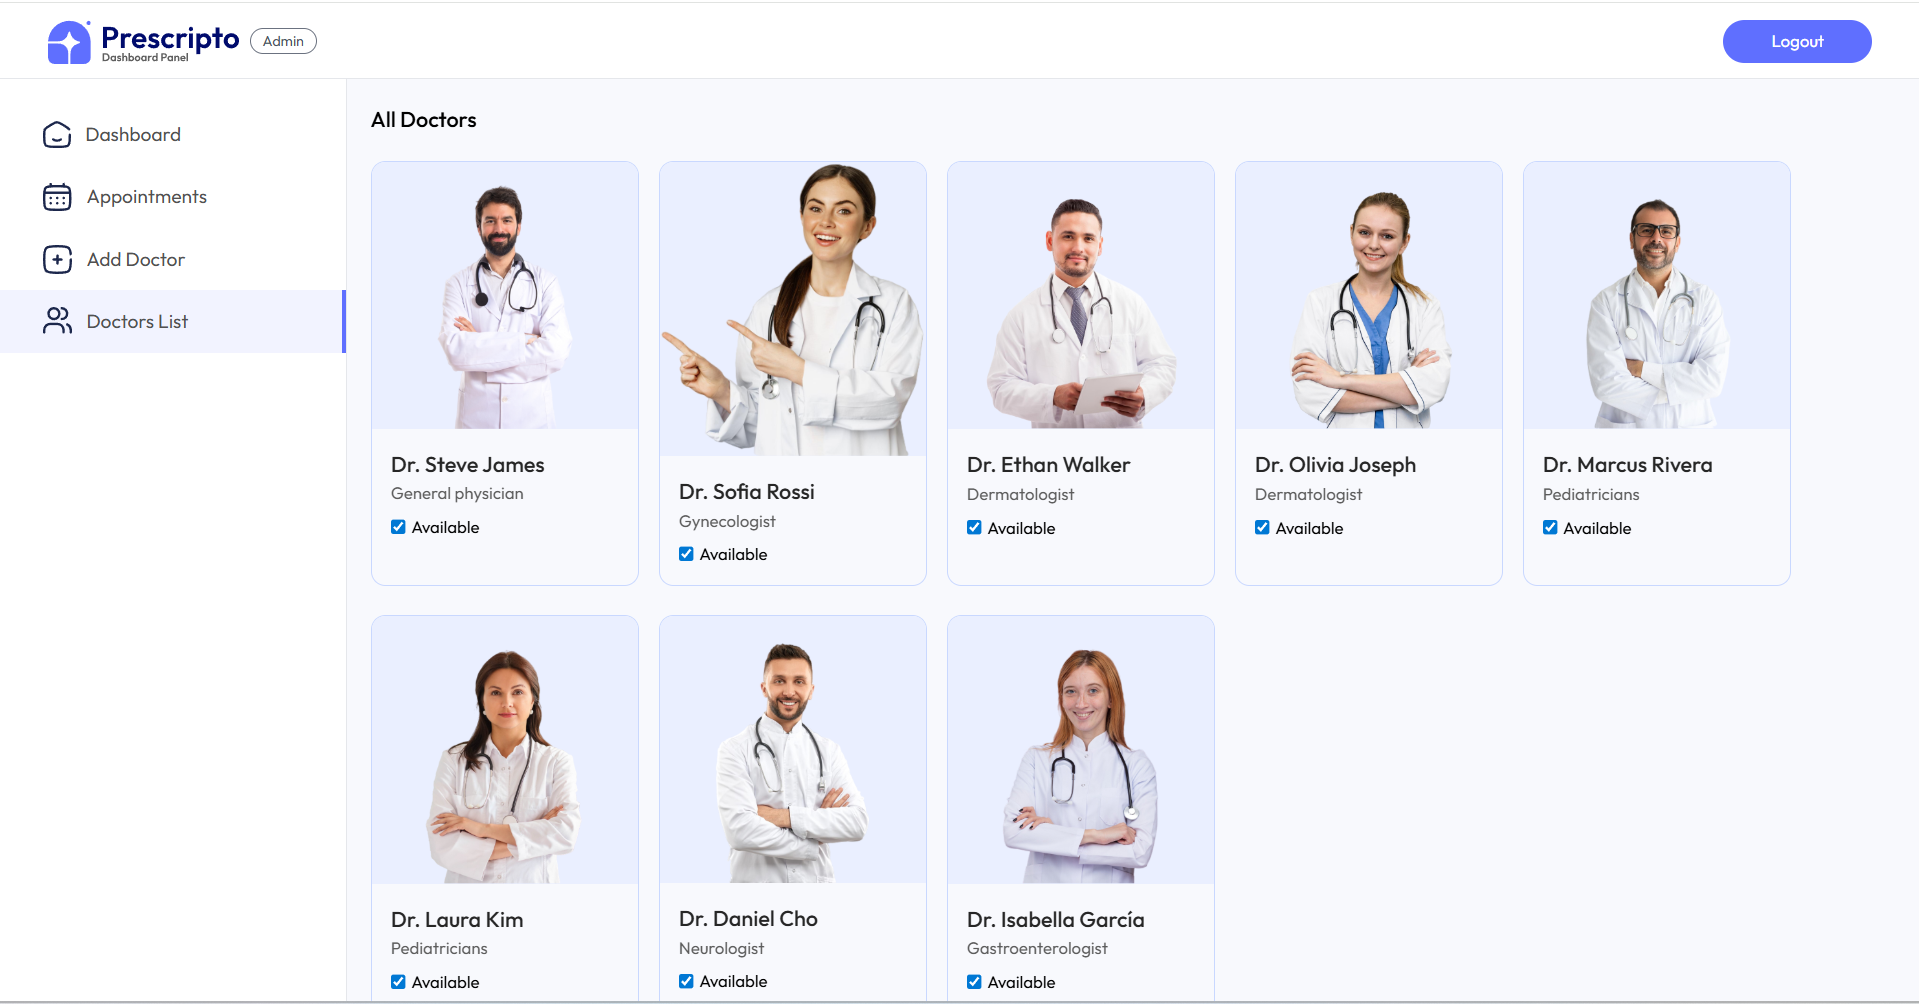 Prescripto
Dashboard Panel
Admin
Logout
Dashboard
Appointments
Add Doctor
Doctors List
All Doctors
Dr. Steve James
General physician
Available
Dr. Sofia Rossi
Gynecologist
Available
Dr. Ethan Walker
Dermatologist
Available
Dr. Olivia Joseph
Dermatologist
Available
Dr. Marcus Rivera
Pediatricians
Available
Dr. Laura Kim
Pediatricians
Available
Dr. Daniel Cho
Neurologist
Available
Dr. Isabella García
Gastroenterologist
Available